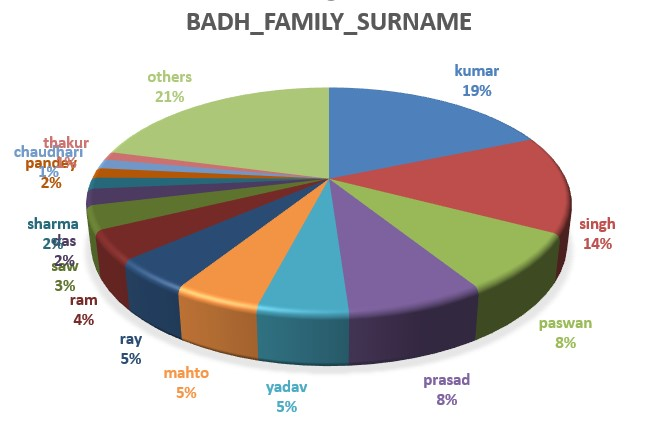 BADH_FAMILY_SURNAME
kumar
19%
singh
14%
paswan
8%
prasad
8%
yadav
5%
mahto
5%
ray
5%
ram
4%
saw
3%
das
2%
sharma
2%
pandey
2%
chaudhari
1%
thakur
others
21%